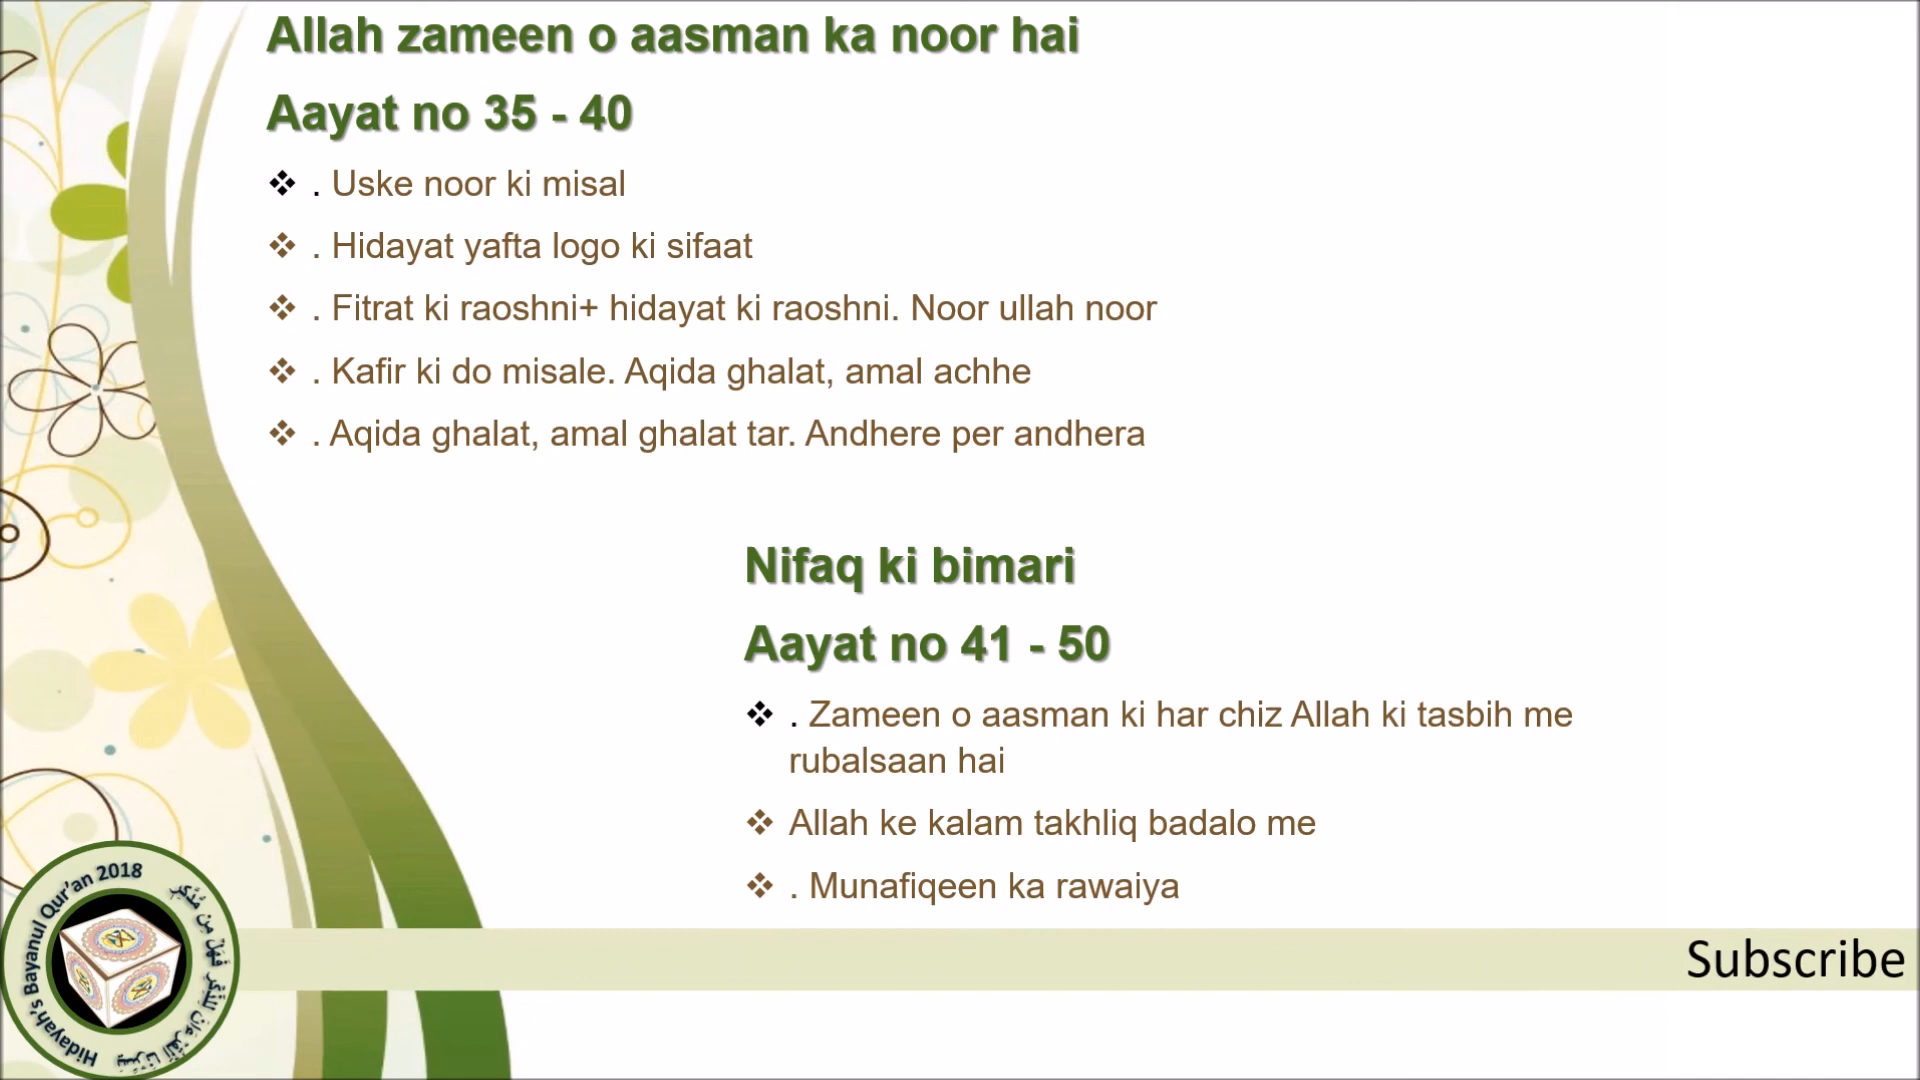 Allah zameen o aasman ka noor hai
Aayat no 35 - 40
❖ . Uske noor ki misal
❖ . Hidayat yafta logo ki sifaat
❖ . Fitrat ki raoshni+ hidayat ki raoshni. Noor ullah noor
❖ . Kafir ki do misale. Aqida ghalat, amal achhe
❖ . Aqida ghalat, amal ghalat tar. Andhere per andhera
Nifaq ki bimari
Aayat no 41 - 50
❖ . Zameen o aasman ki har chiz Allah ki tasbih me
rubalsaan hai
❖ Allah ke kalam takhliq badalo me
❖ . Munafiqeen ka rawaiya
Hidayah's Bayanul Qur'an 2018
فَهَلْ مِن مُّدَّكِرٍ
Subscribe